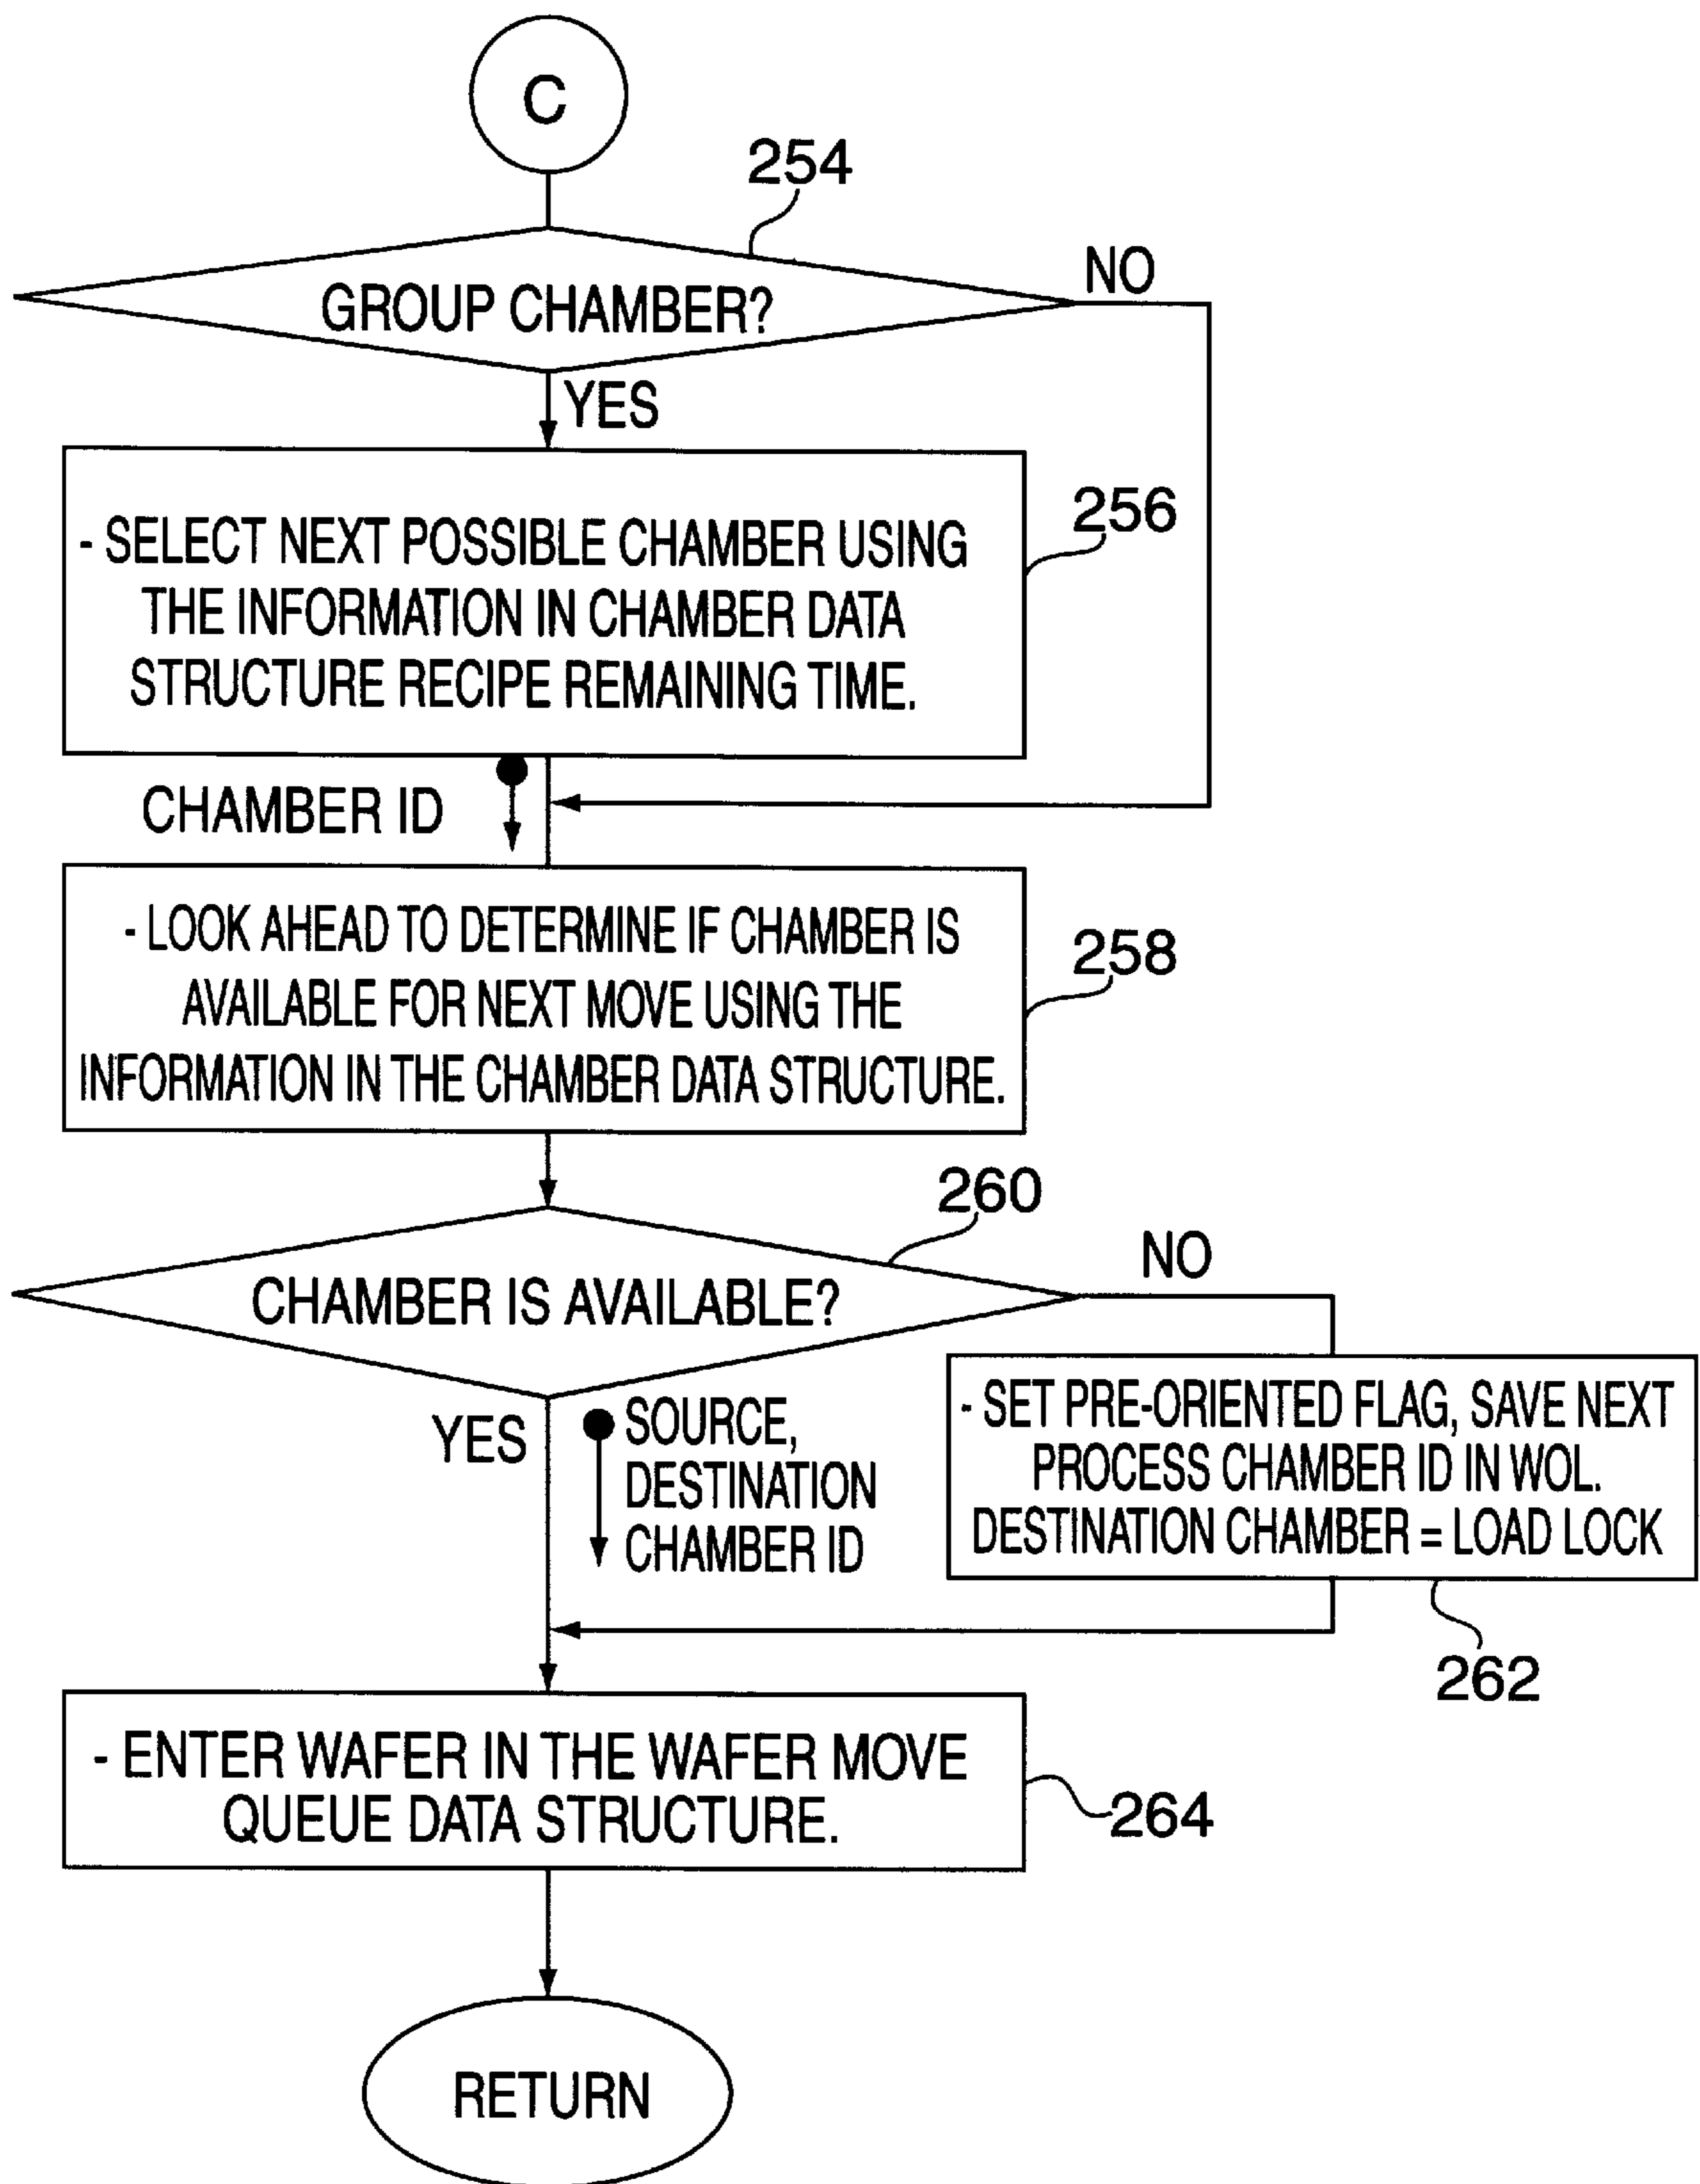 C
254
GROUP CHAMBER?
NO
YES
- SELECT NEXT POSSIBLE CHAMBER USING
THE INFORMATION IN CHAMBER DATA
STRUCTURE RECIPE REMAINING TIME.
256
CHAMBER ID
- LOOK AHEAD TO DETERMINE IF CHAMBER IS
AVAILABLE FOR NEXT MOVE USING THE
INFORMATION IN THE CHAMBER DATA STRUCTURE.
258
260
CHAMBER IS AVAILABLE?
NO
YES
SOURCE,
DESTINATION
CHAMBER ID
- SET PRE-ORIENTED FLAG, SAVE NEXT
PROCESS CHAMBER ID IN WOL.
DESTINATION CHAMBER = LOAD LOCK
262
- ENTER WAFER IN THE WAFER MOVE
QUEUE DATA STRUCTURE.
264
RETURN